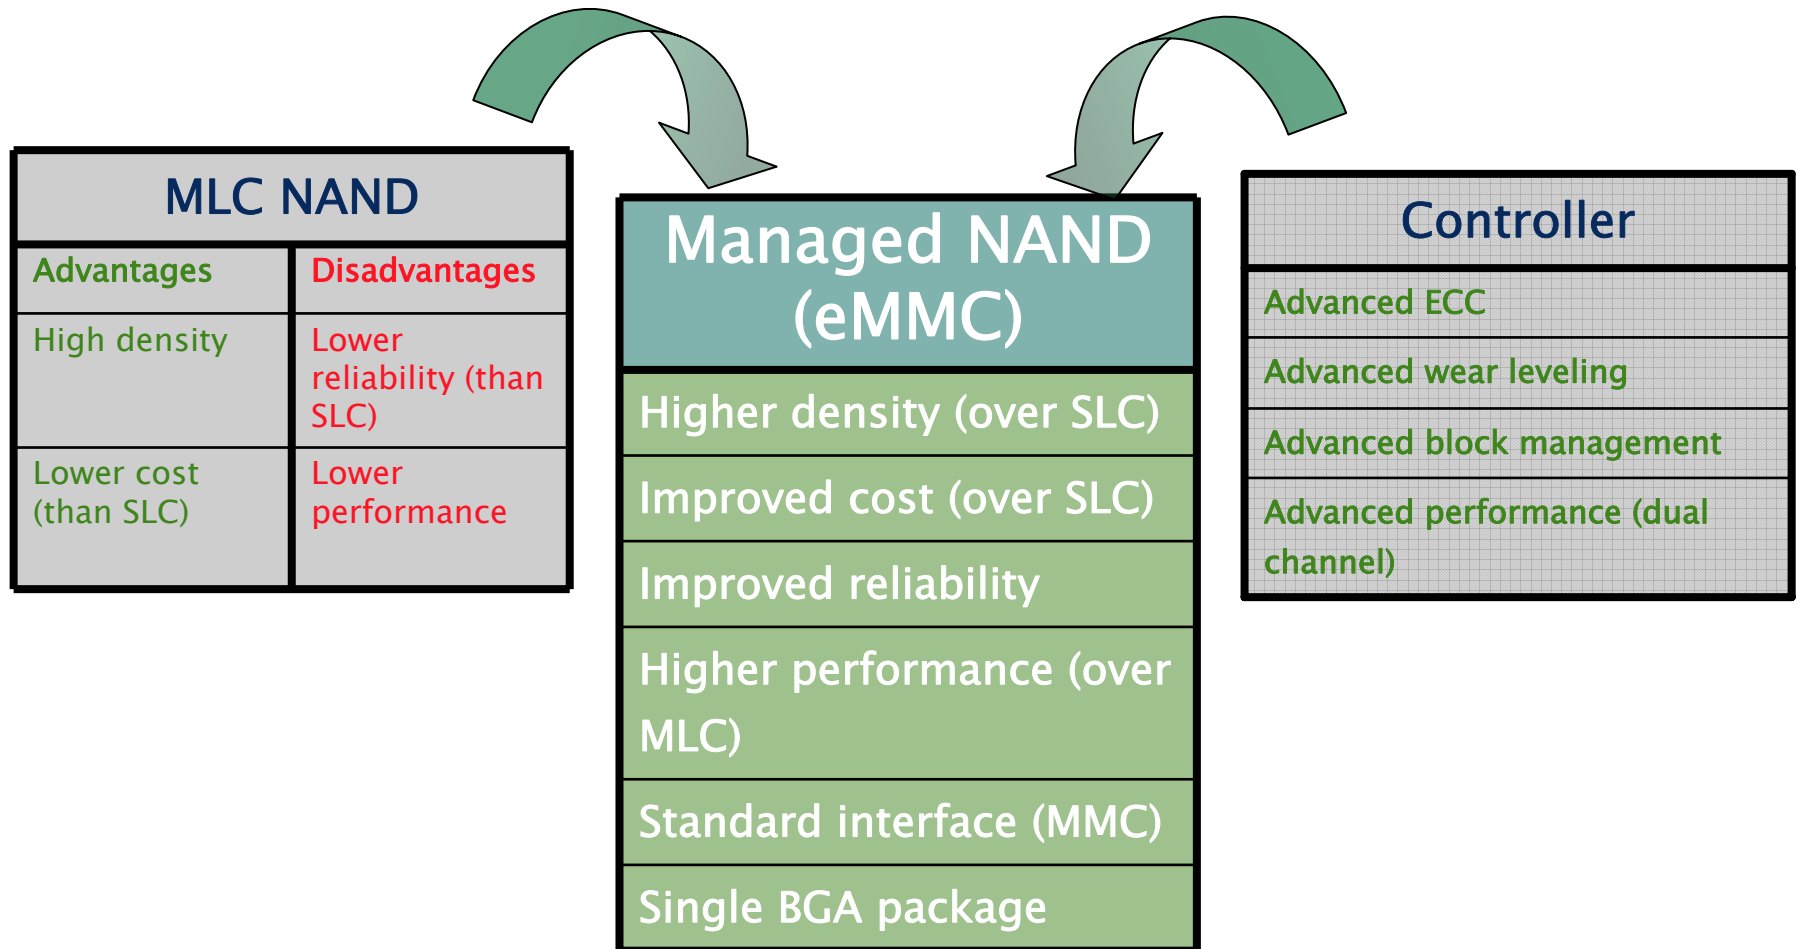 MLC NAND
Advantages
Disadvantages
High density
Lower
reliability (than
SLC)
Lower cost
(than SLC)
Lower
performance
Managed NAND
(eMMC)
Higher density (over SLC)
Improved cost (over SLC)
Improved reliability
Higher performance (over
MLC)
Standard interface (MMC)
Single BGA package
Controller
Advanced ECC
Advanced wear leveling
Advanced block management
Advanced performance (dual
channel)